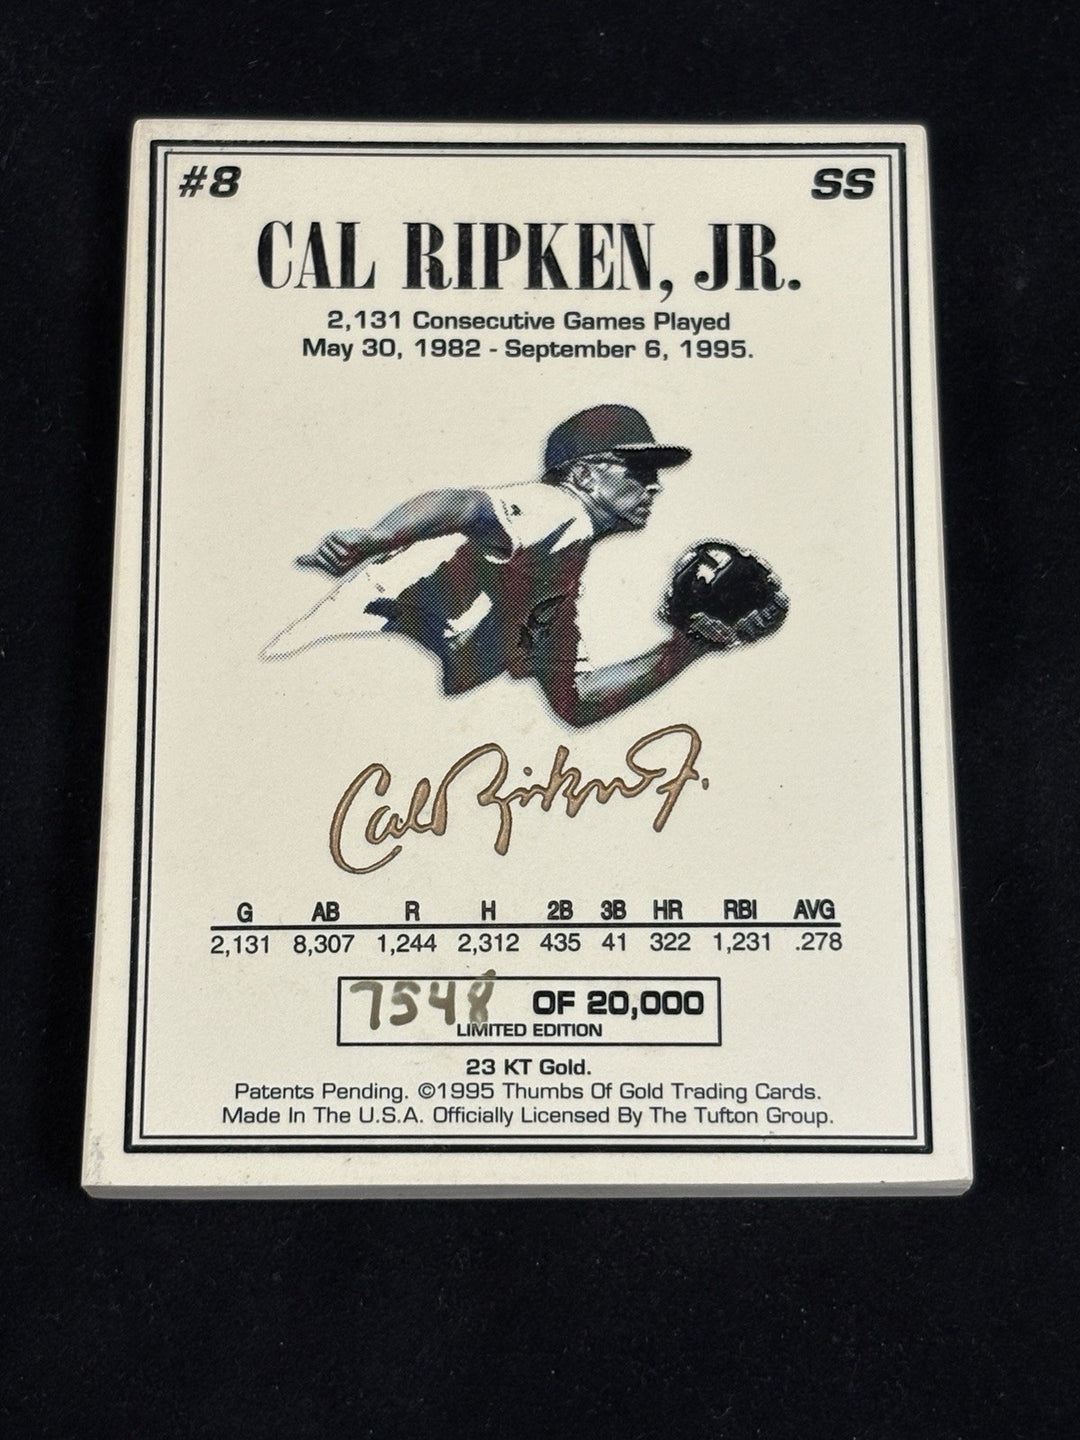 #8 SS
CAL RIPKEN, JR.
2,131 Consecutive Games Played
May 30, 1982 - September 6, 1995.
Cal Ripken Jr.
G AB R H 2B 3B HR RBI AVG
2,131 8,307 1,244 2,312 435 41 322 1,231 .278
7548 OF 20,000
LIMITED EDITION
23 KT Gold.
Patents Pending. ©1995 Thumbs Of Gold Trading Cards.
Made In The U.S.A. Officially Licensed By The Tufton Group.